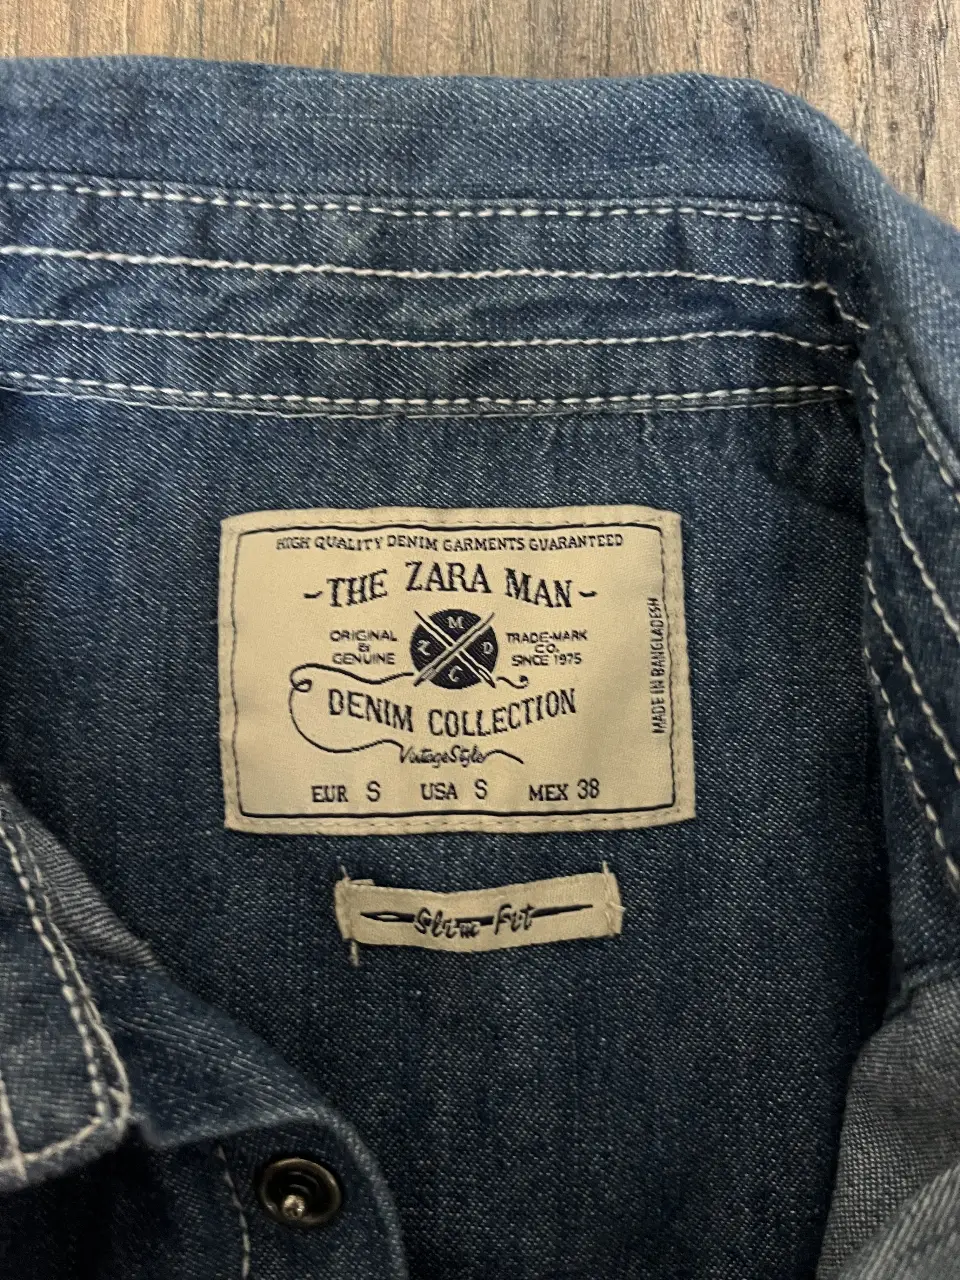 HIGH QUALITY DENIM GARMENTS GUARANTEED
-THE ZARA MAN-
ORIGINAL
&
GENUINE
M
Z D
C
TRADE-MARK
CO.
SINCE 1975
DENIM COLLECTION
Vintage Style
EUR S USA S MEX 38
MADE IN BANGLADESH
Slim Fit